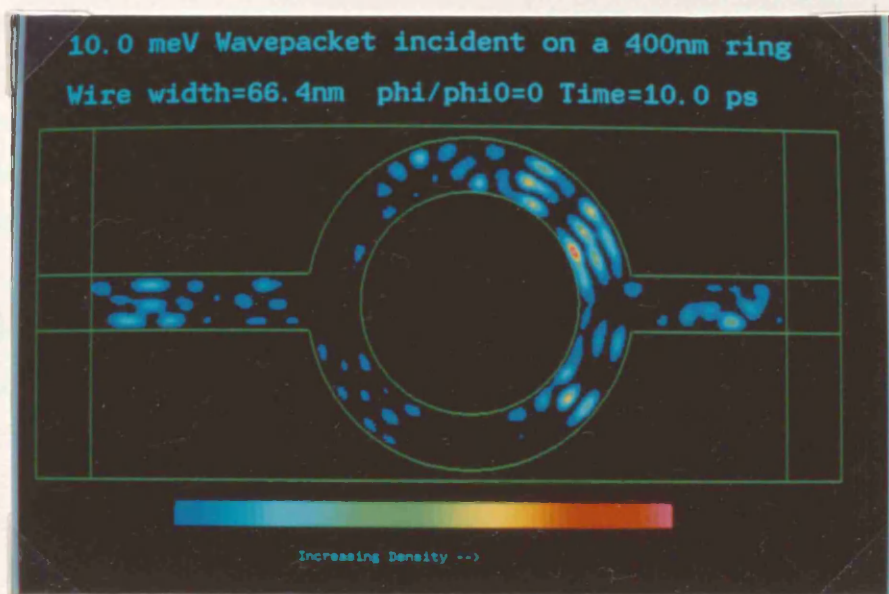 10.0 meV Wavepacket incident on a 400nm ring
Wire width=66.4nm phi/phi0=0 Time=10.0 ps
Increasing Density -->